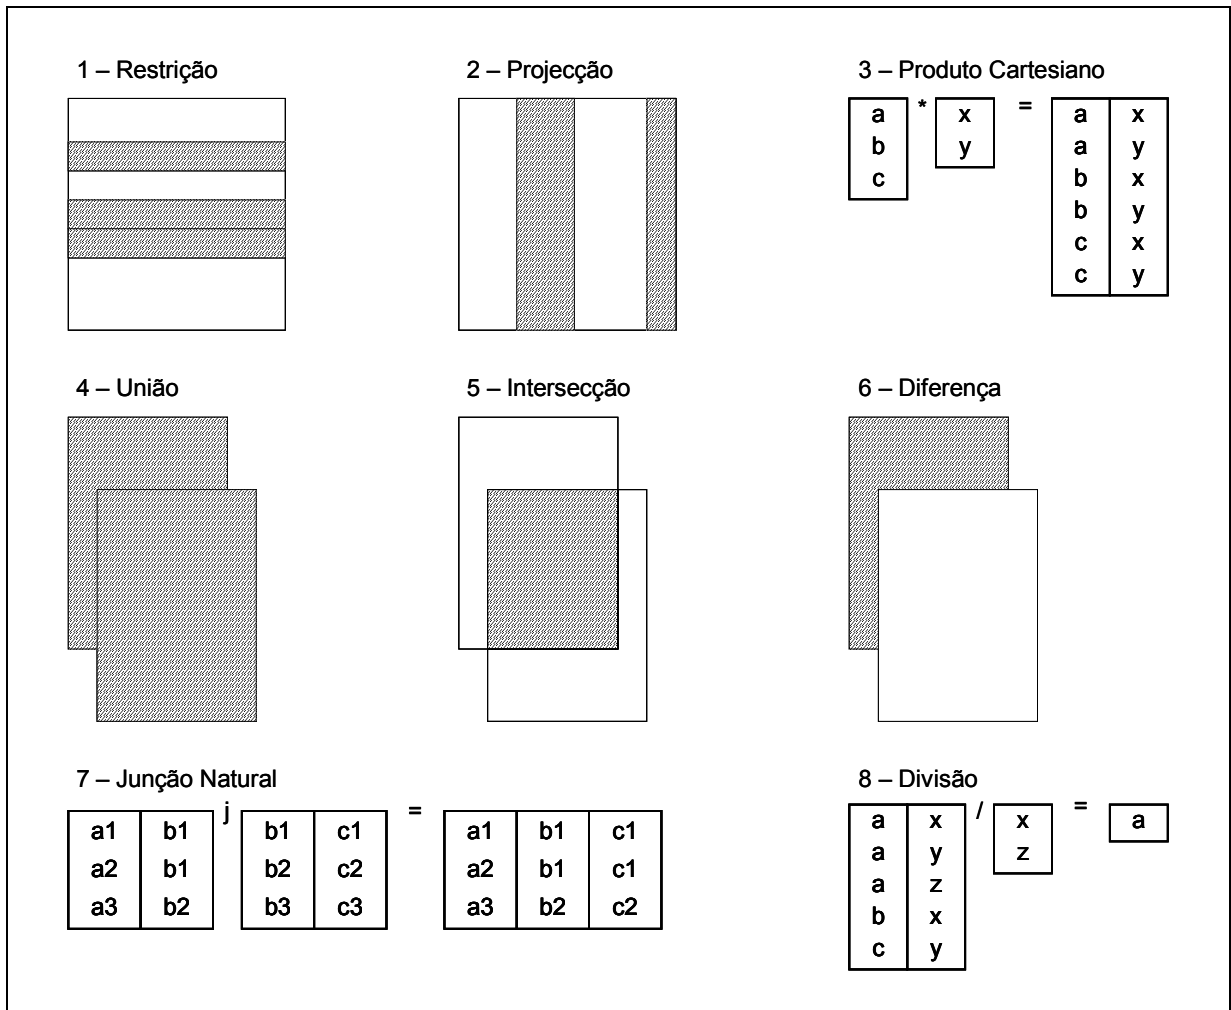 1 – Restrição
2 – Projecção
3 – Produto Cartesiano
a * x = a x
b y a y
c b x
b y
c x
c y
4 – União
5 – Intersecção
6 – Diferença
7 – Junção Natural
a1 b1 j b1 c1 = a1 b1 c1
a2 b1 b2 c2 a2 b1 c1
a3 b2 b3 c3 a3 b2 c2
8 – Divisão
a x / x = a
a y z
a z
b x
c y